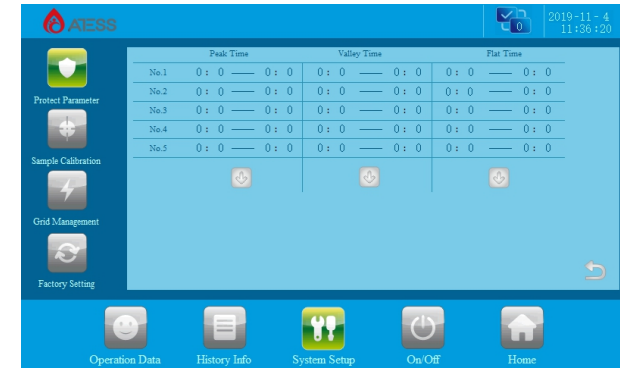 ATESS
0
2019-11- 4
11:36:20
Peak Time Valley Time Flat Time
No.1 0: 0 —— 0: 0 0: 0 —— 0: 0 0: 0 —— 0: 0
No.2 0: 0 —— 0: 0 0: 0 —— 0: 0 0: 0 —— 0: 0
No.3 0: 0 —— 0: 0 0: 0 —— 0: 0 0: 0 —— 0: 0
No.4 0: 0 —— 0: 0 0: 0 —— 0: 0 0: 0 —— 0: 0
No.5 0: 0 —— 0: 0 0: 0 —— 0: 0 0: 0 —— 0: 0
Protect Parameter
Sample Calibration
Grid Management
Factory Setting
Operation Data History Info System Setup On/Off Home